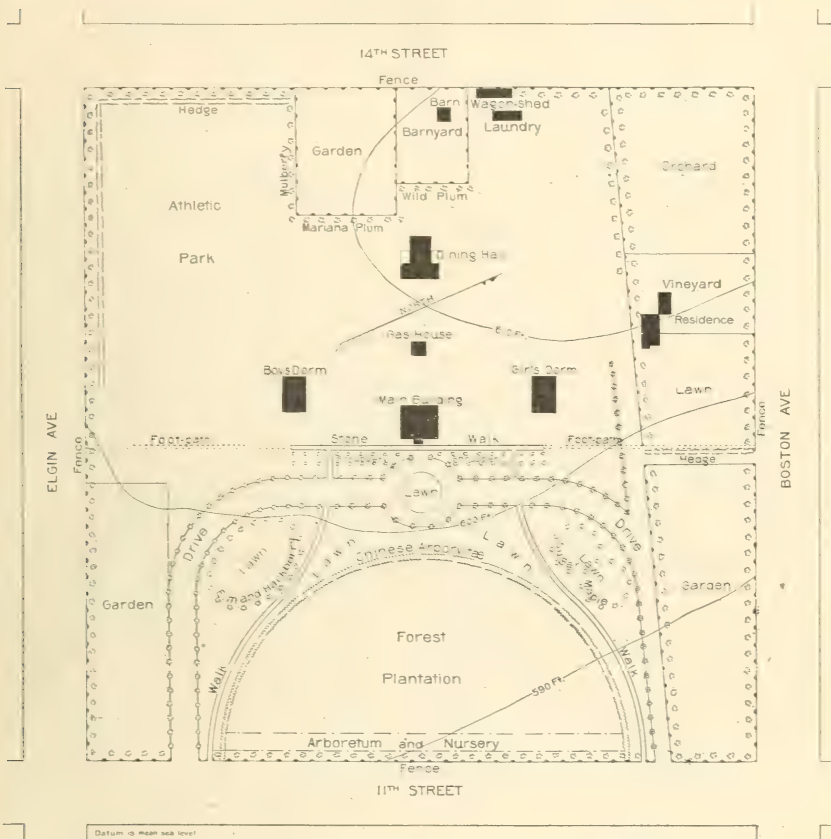 14TH STREET
Fence
Hedge
Barn
Wagon-shed
Barnyard
Laundry
Garden
Mulberry
Orchard
Athletic
Park
Wild Plum
Mariana Plum
Dining Hall
NORTH
Vineyard
Residence
Gas House
Boys Dorm
Girl's Dorm
Main Building
Lawn
ELGIN AVE
BOSTON AVE
Fence
Fence
Foot-path
Stone Walk
Foot-path
Hedge
Lawn
Drive
Drive
Lawn
Lawn
Lawn
Chinese Arborvitae
Lawn
Garden
Garden
Forest
Plantation
Walk
Walk
590 Ft.
Arboretum and Nursery
Fence
11TH STREET
Datum is mean sea level